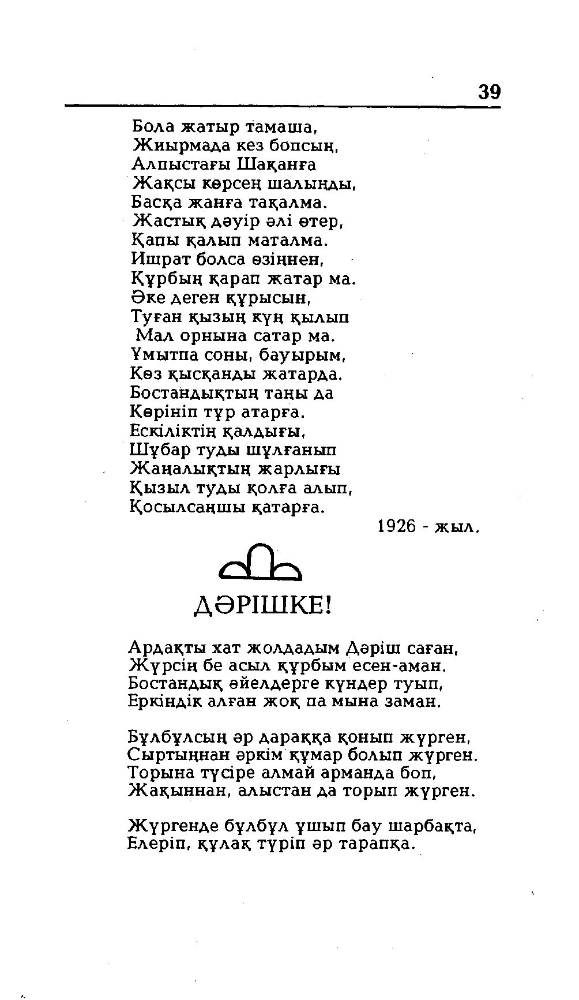 39
Бола жатыр тамаша,
Жиырмада кез бопсың,
Алпыстағы Шақанға
Жақсы көрсең шалыңды,
Басқа жанға тақалма.
Жастық дәуір әлі өтер,
Қапы қалып маталма.
Ишрат болса өзіңнен,
Құрбың қарап жатар ма.
Әке деген құрысын,
Туған қызың күң қылып
Мал орнына сатар ма.
Ұмытпа соны, бауырым,
Көз қысқанды жатарда.
Бостандықтың таңы да
Көрініп тұр атарға.
Ескіліктің қалдығы,
Шұбар туды шұлғанып
Жаңалықтың жарлығы
Қызыл туды қолға алып,
Қосылсаңшы қатарға.
1926 - жыл.
ДӘРІШКЕ!
Ардақты хат жолдадым Дәріш саған,
Жүрсің бе асыл құрбым есен-аман.
Бостандық әйелдерге күндер туып,
Еркіндік алған жоқ па мына заман.
Бұлбұлсың әр дараққа қонып жүрген,
Сыртыңнан әркім құмар болып жүрген.
Торына түсіре алмай арманда боп,
Жақыннан, алыстан да торып жүрген.
Жүргенде бұлбұл ұшып бау шарбақта,
Елеріп, құлақ түріп әр тарапқа.